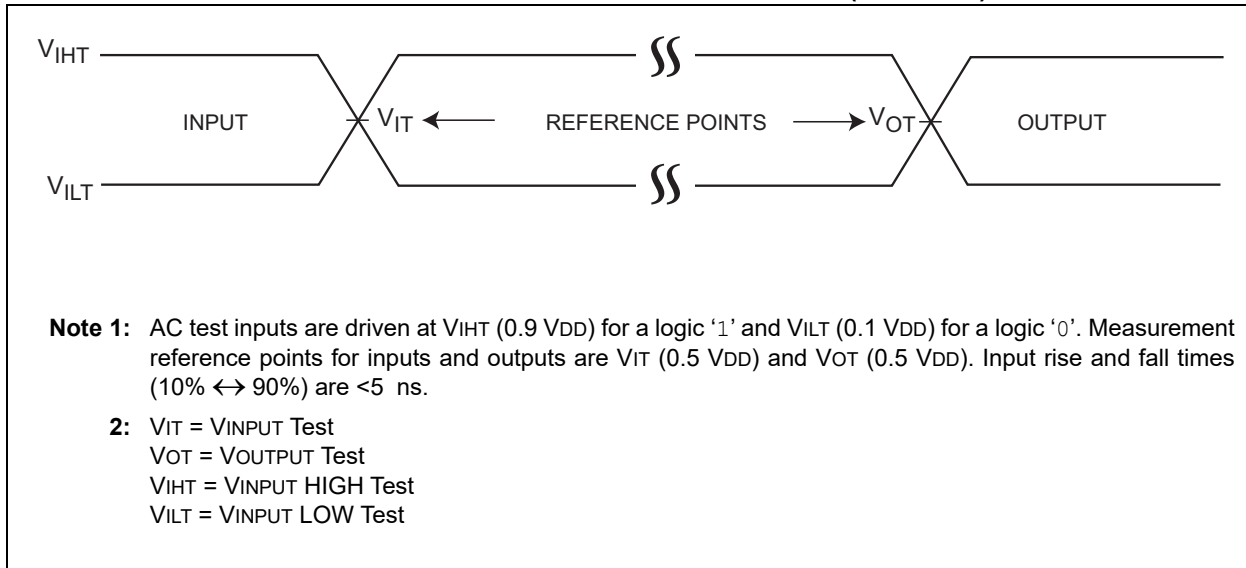 VIHT
INPUT
VIT
REFERENCE POINTS
VOT
OUTPUT
VILT
Note 1: AC test inputs are driven at VIHT (0.9 VDD) for a logic ‘1’ and VILT (0.1 VDD) for a logic ‘0’. Measurement
reference points for inputs and outputs are VIT (0.5 VDD) and VOT (0.5 VDD). Input rise and fall times
(10% ↔ 90%) are <5 ns.
2: VIT = VINPUT Test
VOT = VOUTPUT Test
VIHT = VINPUT HIGH Test
VILT = VINPUT LOW Test